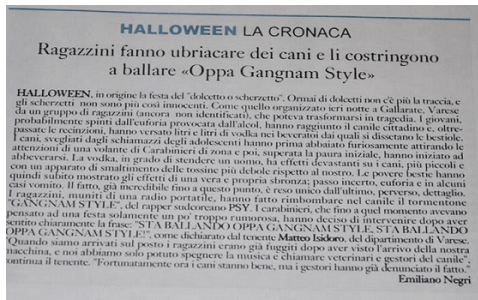 HALLOWEEN LA CRONACA
Ragazzini fanno ubriacare dei cani e li costringono
a ballare «Oppa Gangnam Style»
HALLOWEEN, in origine la festa del "dolcetto o scherzetto". Ormai di dolcetti non c'è più la traccia, e
gli scherzetti non sono più così innocenti. Come quello organizzato ieri notte a Gallarate, Varese
da un gruppo di ragazzini (ancora non identificati), che poteva trasformarsi in tragedia. I giovani,
probabilmente spinti dall'euforia provocata dall'alcol, hanno raggiunto il canile cittadino e, oltre-
passate le recinzioni, hanno versato litri e litri di vodka nei beveratoi dai quali si dissetano le bestiole.
I cani, svegliati dagli schiamazzi degli adolescenti hanno prima abbaiato furiosamente attirando le
attenzioni di una volante di Carabinieri di zona e poi, superata la paura iniziale, hanno iniziato ad
abbeverarsi. La vodka, in grado di stendere un uomo, ha effetti devastanti su i cani, più piccoli e
con un apparato di smaltimento delle tossine più debole rispetto al nostro. Le povere bestie hanno
quindi subito mostrato gli effetti di una vera e propria sbronza; passo incerto, euforia e in alcuni
casi vomito. Il fatto, già incredibile fino a questo punto, è reso unico dall'ultimo, perverso, dettaglio.
I ragazzini, muniti di una radio portatile, hanno fatto rimbombare nel canile il tormentone
"GANGNAM STYLE", del rapper sudcoreano PSY. I carabinieri, che fino a quel momento avevano
pensato ad una festa solamente un po' troppo rumorosa, hanno deciso di intervenire dopo aver
sentito chiaramente la frase: "STA BALLANDO OPPA GANGNAM STYLE, STA BALLANDO
OPPA GANGNAM STYLE!", come dichiarato dal tenente Matteo Isidoro, del dipartimento di Varese.
"Quando siamo arrivati sul posto i ragazzini erano già fuggiti dopo aver visto l'arrivo della nostra
macchina, e noi abbiamo solo potuto spegnere la musica e chiamare veterinari e gestori del canile",
continua il tenente. "Fortunatamente ora i cani stanno bene, ma i gestori hanno già denunciato il fatto."
Emiliano Negri